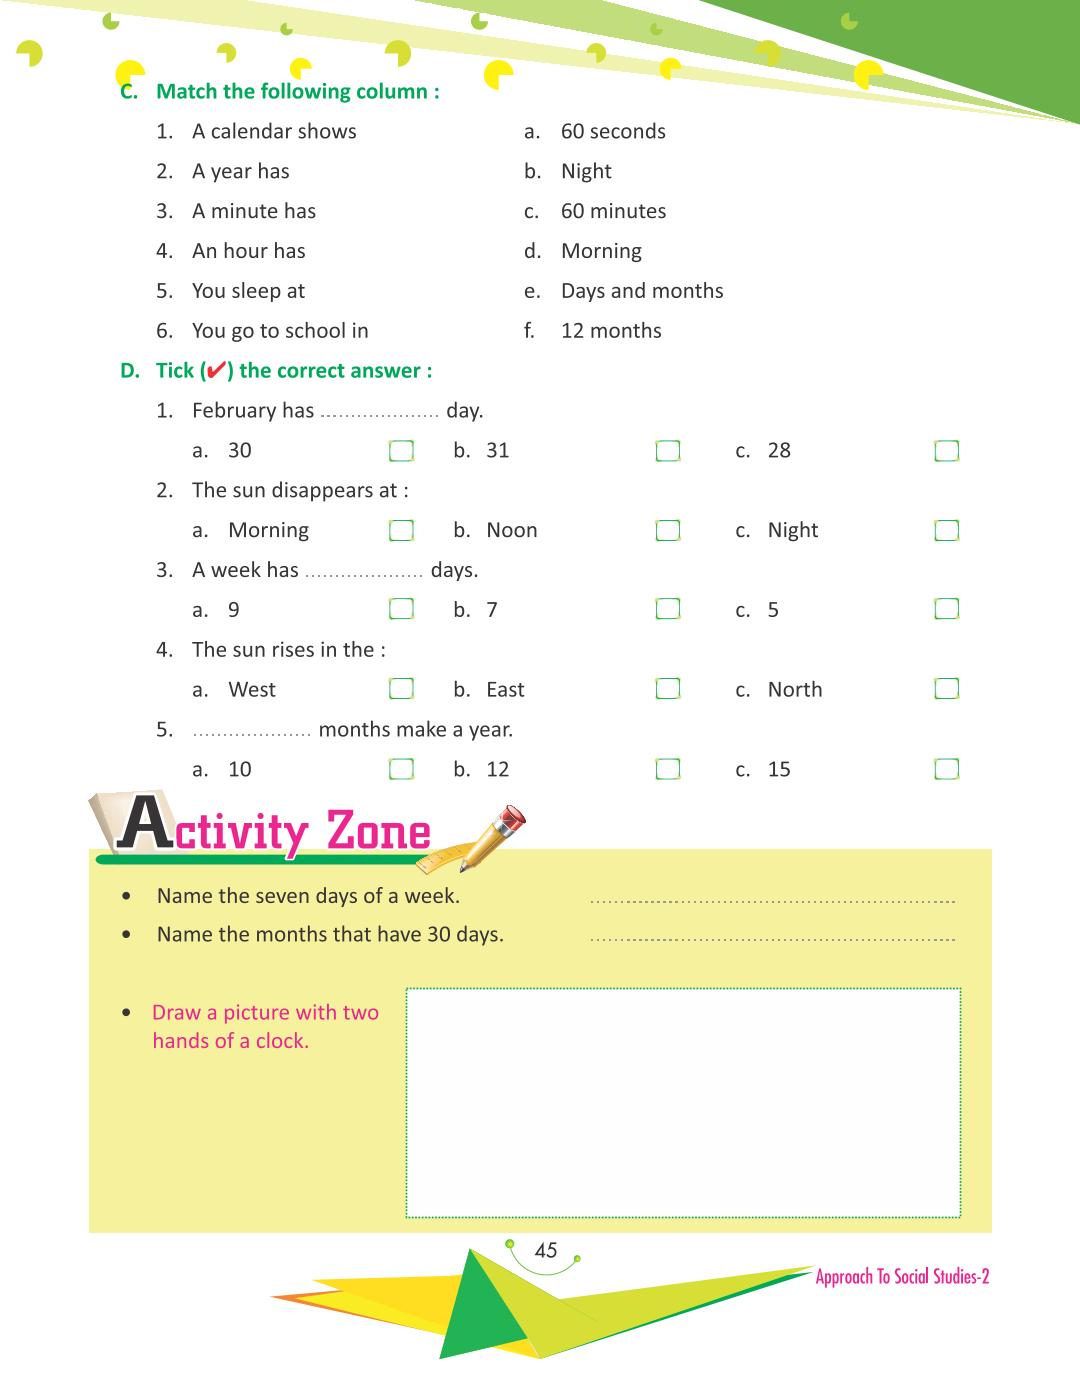 C. Match the following column :
1. A calendar shows a. 60 seconds
2. A year has b. Night
3. A minute has c. 60 minutes
4. An hour has d. Morning
5. You sleep at e. Days and months
6. You go to school in f. 12 months
D. Tick (✔) the correct answer :
1. February has .................... day.
a. 30 b. 31 c. 28
2. The sun disappears at :
a. Morning b. Noon c. Night
3. A week has .................... days.
a. 9 b. 7 c. 5
4. The sun rises in the :
a. West b. East c. North
5. .................... months make a year.
a. 10 b. 12 c. 15
Activity Zone
• Name the seven days of a week. ............................................................
• Name the months that have 30 days. ............................................................
• Draw a picture with two
hands of a clock.
45
Approach To Social Studies-2